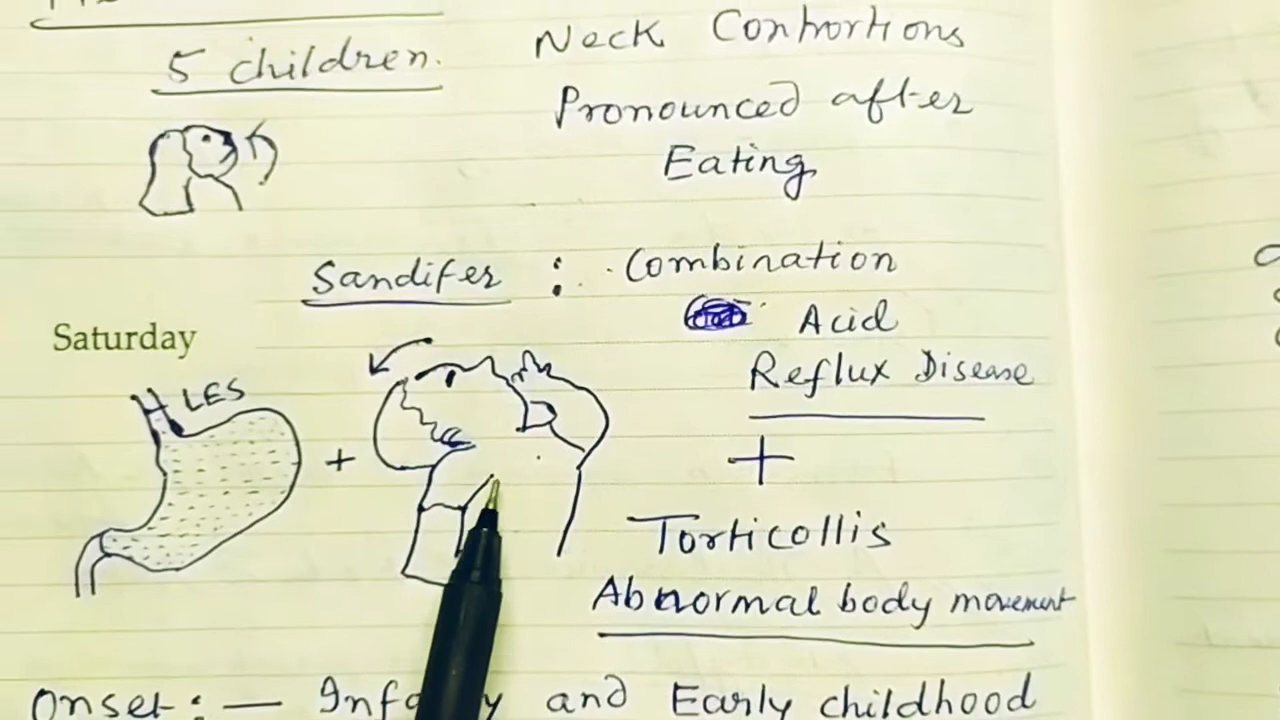 5 children.
Neck Contortions
Pronounced after
Eating
Sandifer : Combination
Acid
Reflux Disease
Saturday
LES
+
+
Torticollis
Abnormal body movement
Onset : — Infa y and Early childhood